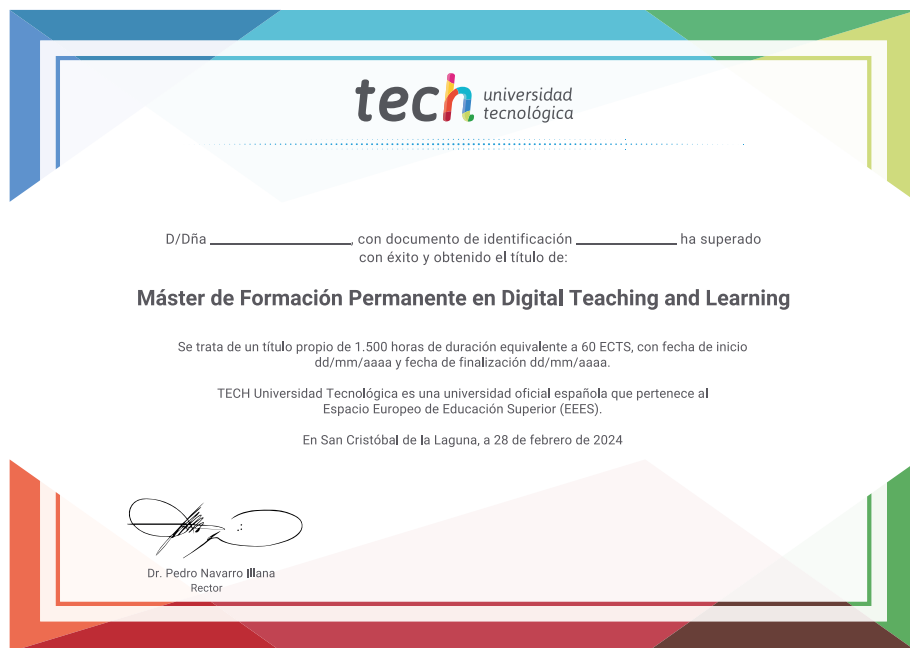 tech universidad
tecnológica
D/Dña ____________________, con documento de identificación ______________ ha superado
con éxito y obtenido el título de:
Máster de Formación Permanente en Digital Teaching and Learning
Se trata de un título propio de 1.500 horas de duración equivalente a 60 ECTS, con fecha de inicio
dd/mm/aaaa y fecha de finalización dd/mm/aaaa.
TECH Universidad Tecnológica es una universidad oficial española que pertenece al
Espacio Europeo de Educación Superior (EEES).
En San Cristóbal de la Laguna, a 28 de febrero de 2024
Dr. Pedro Navarro Illana
Rector